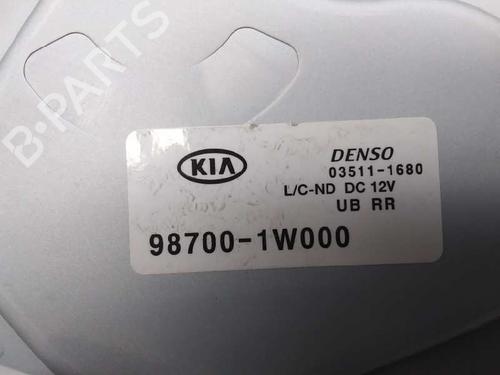 B-PARTS
KIA
DENSO
03511-1680
L/C-ND DC 12V
UB RR
98700-1W000